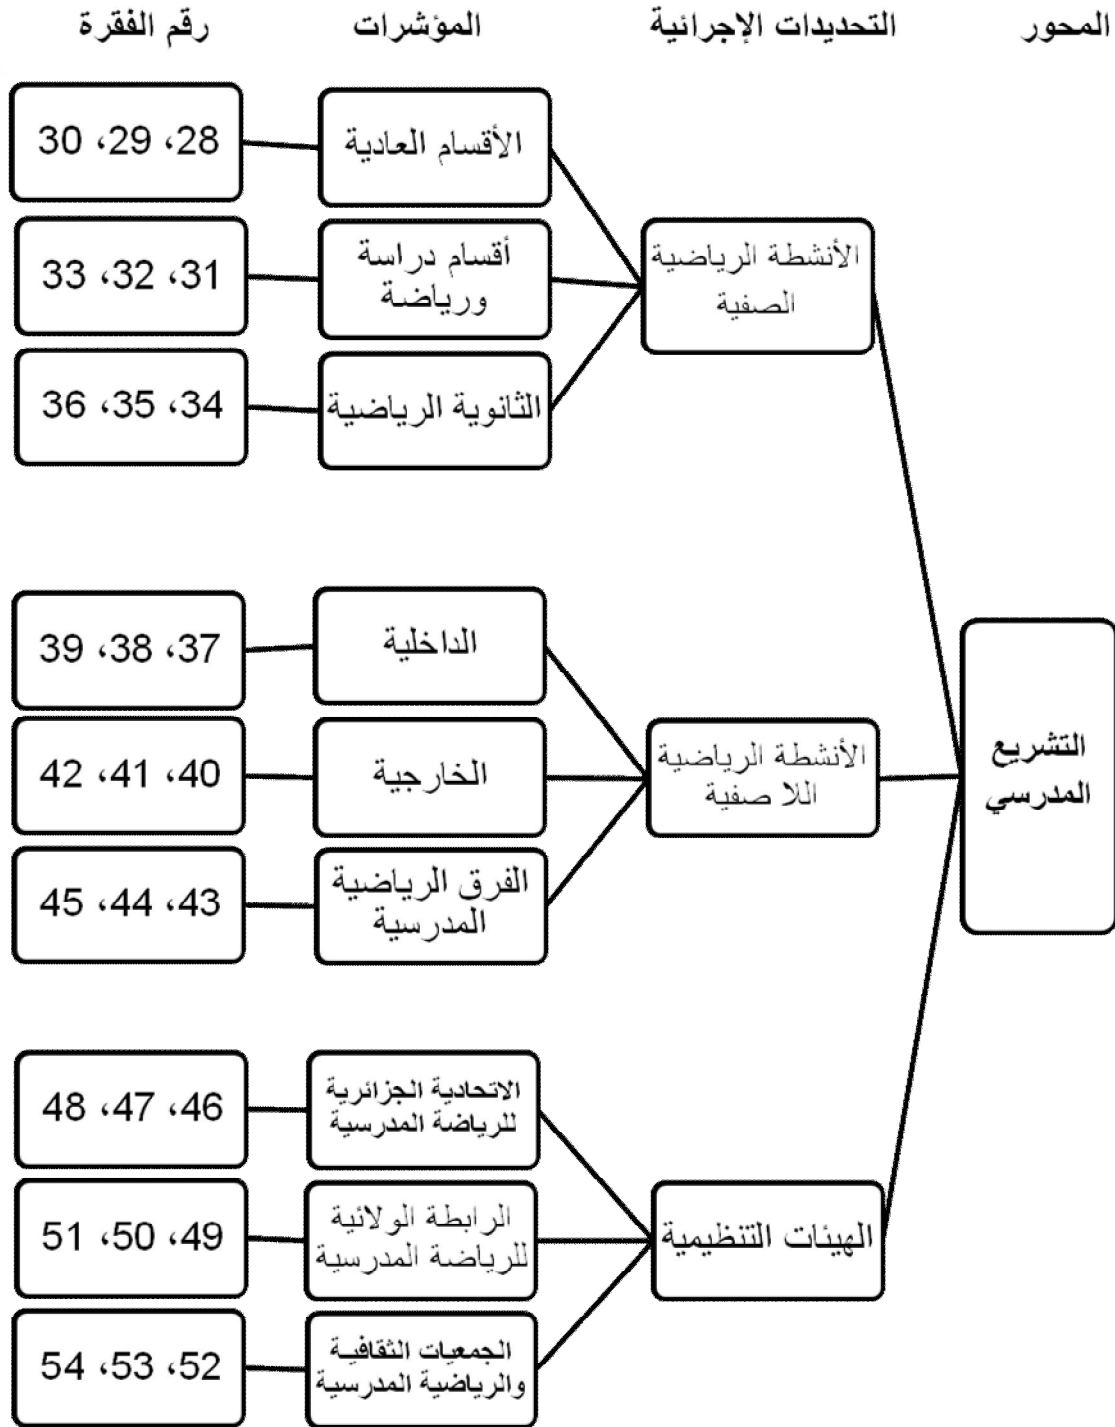 المحور التحديدات الإجرائية المؤشرات رقم الفقرة
التشريع
المدرسي
الأنشطة الرياضية
الصفية
الأقسام العادية
28، 29، 30
أقسام دراسة
ورياضة
31، 32، 33
الثانوية الرياضية
34، 35، 36
الأنشطة الرياضية
اللا صفية
الداخلية
37، 38، 39
الخارجية
40، 41، 42
الفرق الرياضية
المدرسية
43، 44، 45
الهيئات التنظيمية
الاتحادية الجزائرية
للرياضة المدرسية
46، 47، 48
الرابطة الولائية
للرياضة المدرسية
49، 50، 51
الجمعيات الثقافية
والرياضية المدرسية
52، 53، 54